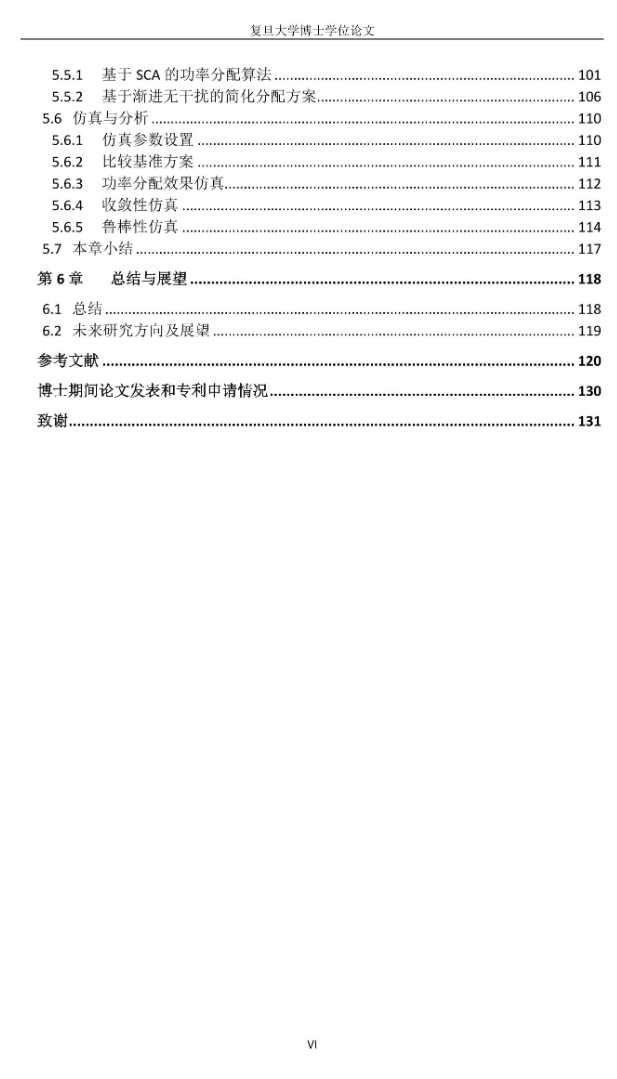 复旦大学博士学位论文
5.5.1 基于 SCA 的功率分配算法 ........ 101
5.5.2 基于渐进无干扰的简化分配方案 ........ 106
5.6 仿真与分析 ........ 110
5.6.1 仿真参数设置 ........ 110
5.6.2 比较基准方案 ........ 111
5.6.3 功率分配效果仿真 ........ 112
5.6.4 收敛性仿真 ........ 113
5.6.5 鲁棒性仿真 ........ 114
5.7 本章小结 ........ 117
第 6 章 总结与展望 ........ 118
6.1 总结 ........ 118
6.2 未来研究方向及展望 ........ 119
参考文献 ........ 120
博士期间论文发表和专利申请情况 ........ 130
致谢 ........ 131
VI